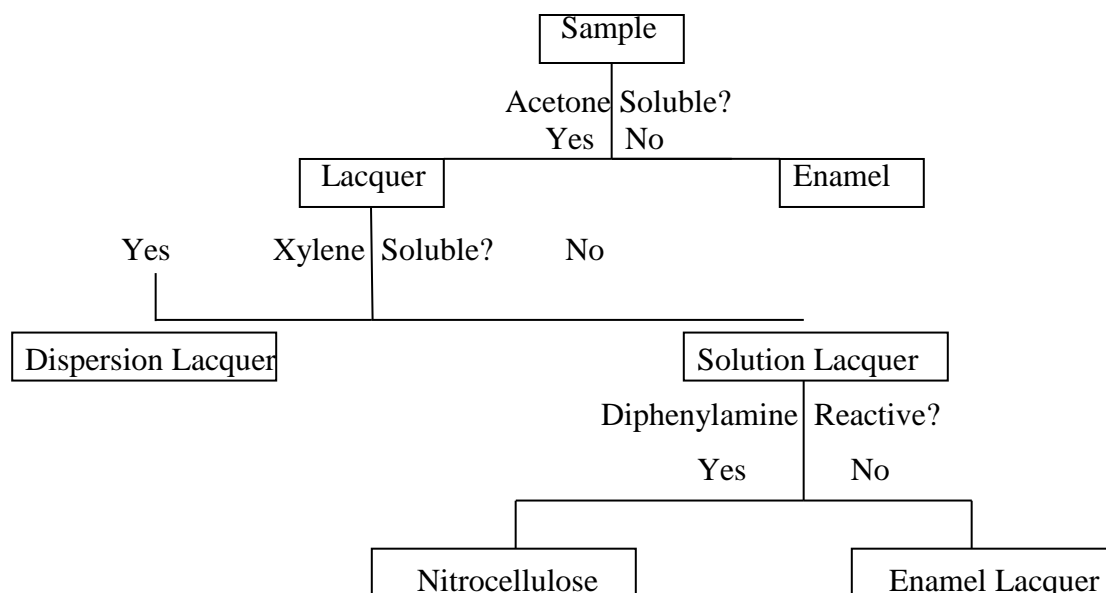 Sample
Acetone Soluble?
Yes No
Lacquer Enamel
Yes Xylene Soluble? No
Dispersion Lacquer Solution Lacquer
Diphenylamine Reactive?
Yes No
Nitrocellulose Enamel Lacquer